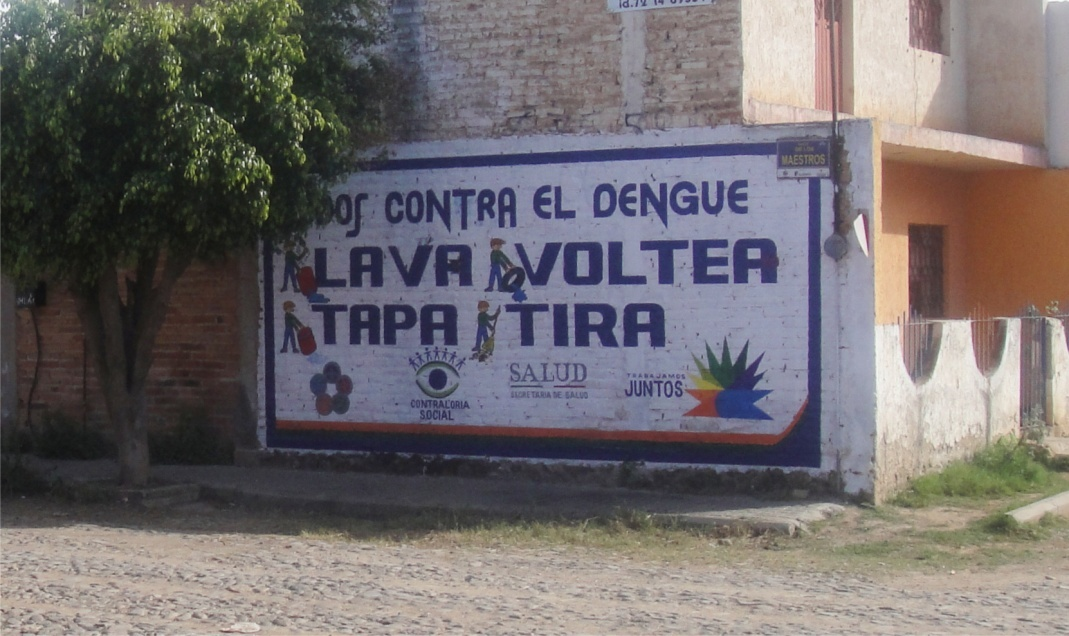 MAESTROS
DOS CONTRA EL DENGUE
LAVA VOLTEA
TAPA TIRA
CONTRALORIA
SOCIAL
SALUD
SECRETARIA DE SALUD
TRABAJAMOS
JUNTOS